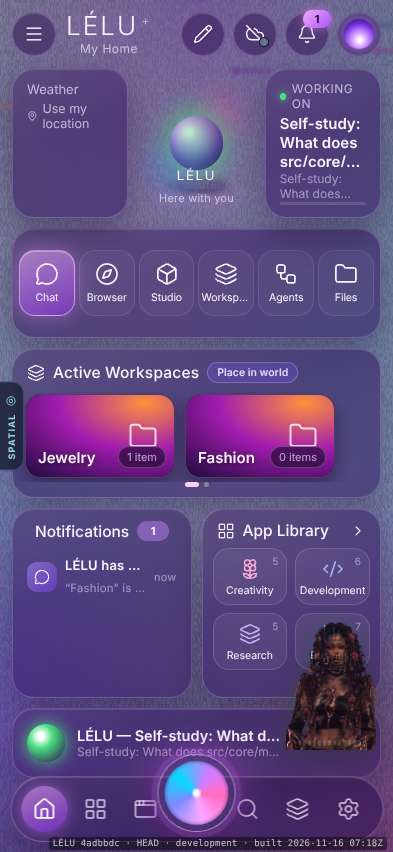 LÉLU +
My Home
1
Weather
Use my
location
LÉLU
Here with you
WORKING
ON
Self-study:
What does
src/core/...
Self-study:
What does...
Chat
Browser
Studio
Worksp...
Agents
Files
Active Workspaces
Place in world
SPATIAL
Jewelry
1 item
Fashion
0 items
Notifications
1
LÉLU has ...
now
“Fashion” is ...
App Library
5
Creativity
6
Development
5
Research
7
LÉLU — Self-study: What d...
Self-study: What does src/core/m...
LÉLU 4adbbdc · HEAD · development · built 2026-11-16 07:18Z